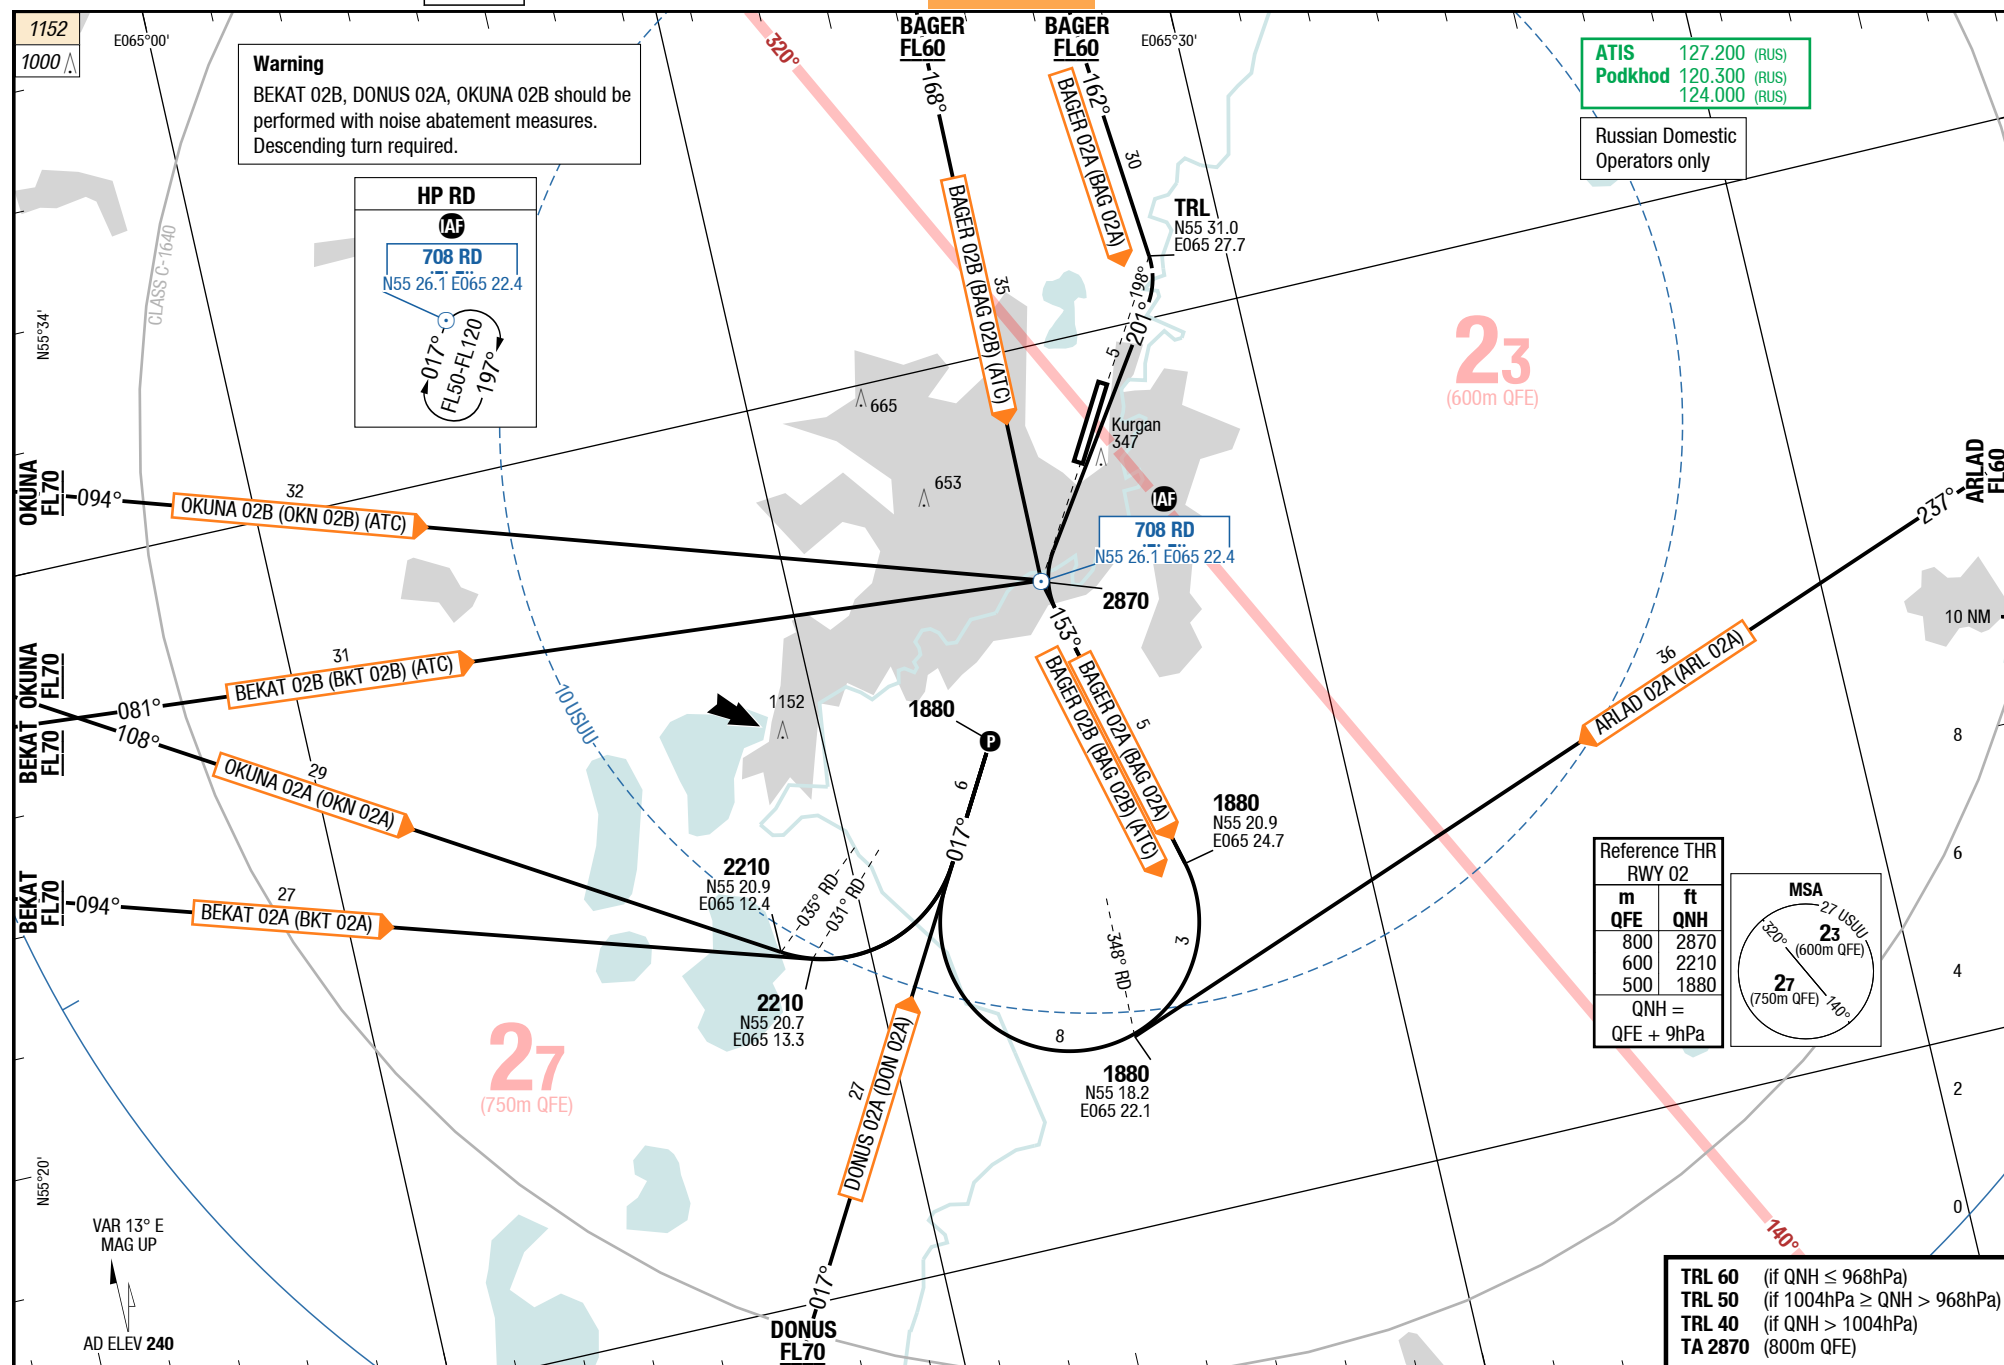 1152
1000
E065°00'
Warning
BEKAT 02B, DONUS 02A, OKUNA 02B should be
performed with noise abatement measures.
Descending turn required.
HP RD
IAF
708 RD
N55 26.1 E065 22.4
017°
FL50-FL120
197°
CLASS C-1640
N55°34'
320°
BAGER
FL60
168°
BAGER 02B (BAG 02B) (ATC)
35
BAGER
FL60
162°
BAGER 02A (BAG 02A)
30
E065°30'
TRL
N55 31.0
E065 27.7
198°
201°
5
ATIS 127.200 (RUS)
Podkhod 120.300 (RUS)
124.000 (RUS)
Russian Domestic
Operators only
23
(600m QFE)
665
653
Kurgan
347
IAF
708 RD
N55 26.1 E065 22.4
2870
OKUNA
FL70
094°
32
OKUNA 02B (OKN 02B) (ATC)
ARLAD
FL60
237°
36
ARLAD 02A (ARL 02A)
10 NM
8
6
4
2
0
BEKAT
FL70
081°
31
BEKAT 02B (BKT 02B) (ATC)
OKUNA
FL70
108°
29
OKUNA 02A (OKN 02A)
BEKAT
FL70
094°
27
BEKAT 02A (BKT 02A)
10 USUU
1152
1880
P
6
017°
153°
BAGER 02A (BAG 02A)
BAGER 02B (BAG 02B) (ATC)
5
1880
N55 20.9
E065 24.7
2210
N55 20.9
E065 12.4
035° RD
031° RD
2210
N55 20.7
E065 13.3
348° RD
3
8
1880
N55 18.2
E065 22.1
27
(750m QFE)
27
DONUS 02A (DON 02A)
017°
DONUS
FL70
Reference THR
RWY 02
m ft
QFE QNH
800 2870
600 2210
500 1880
QNH =
QFE + 9hPa
MSA
27 USUU
320°
23
(600m QFE)
27
(750m QFE)
140°
N55°20'
VAR 13° E
MAG UP
AD ELEV 240
140°
TRL 60 (if QNH ≤ 968hPa)
TRL 50 (if 1004hPa ≥ QNH > 968hPa)
TRL 40 (if QNH > 1004hPa)
TA 2870 (800m QFE)